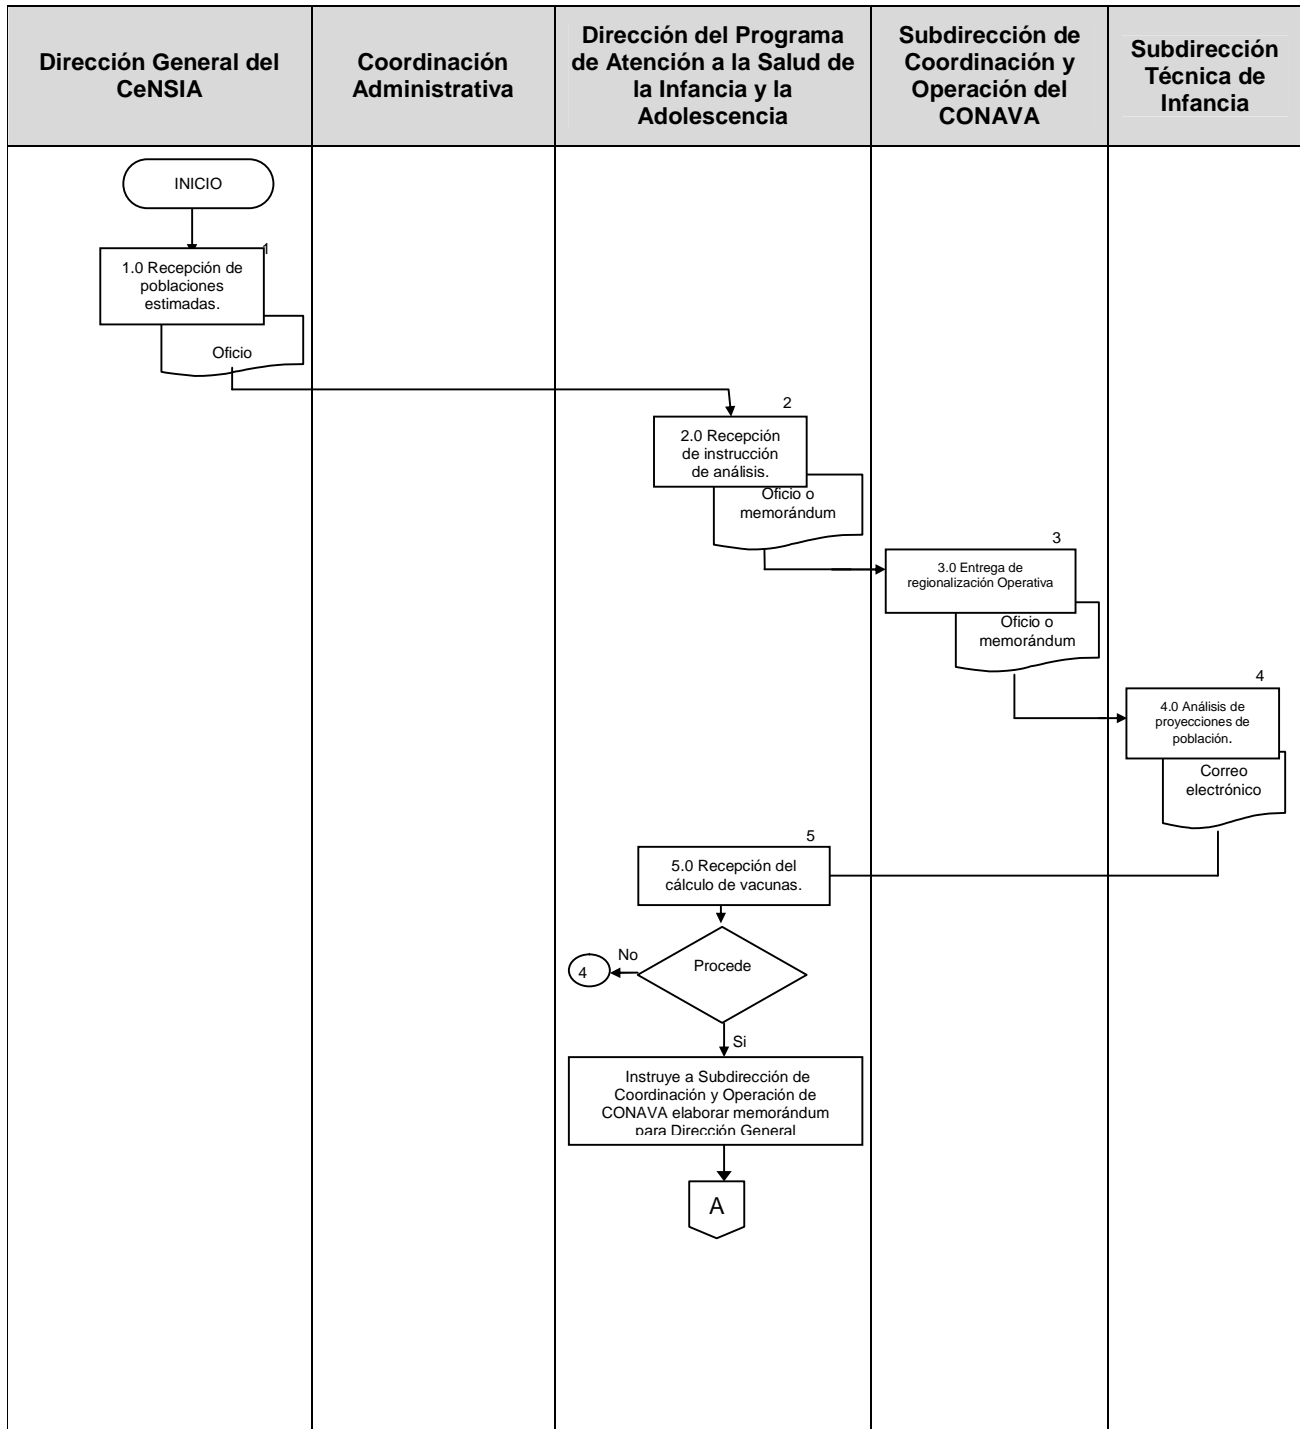 Dirección General del
CeNSIA
Coordinación
Administrativa
Dirección del Programa
de Atención a la Salud de
la Infancia y la
Adolescencia
Subdirección de
Coordinación y
Operación del
CONAVA
Subdirección
Técnica de
Infancia
INICIO
1
1.0 Recepción de
poblaciones
estimadas.
Oficio
2
2.0 Recepción
de instrucción
de análisis.
Oficio o
memorándum
3
3.0 Entrega de
regionalización Operativa
Oficio o
memorándum
4
4.0 Análisis de
proyecciones de
población.
Correo
electrónico
5
5.0 Recepción del
cálculo de vacunas.
Procede
No
4
Si
Instruye a Subdirección de
Coordinación y Operación de
CONAVA elaborar memorándum
para Dirección General
A